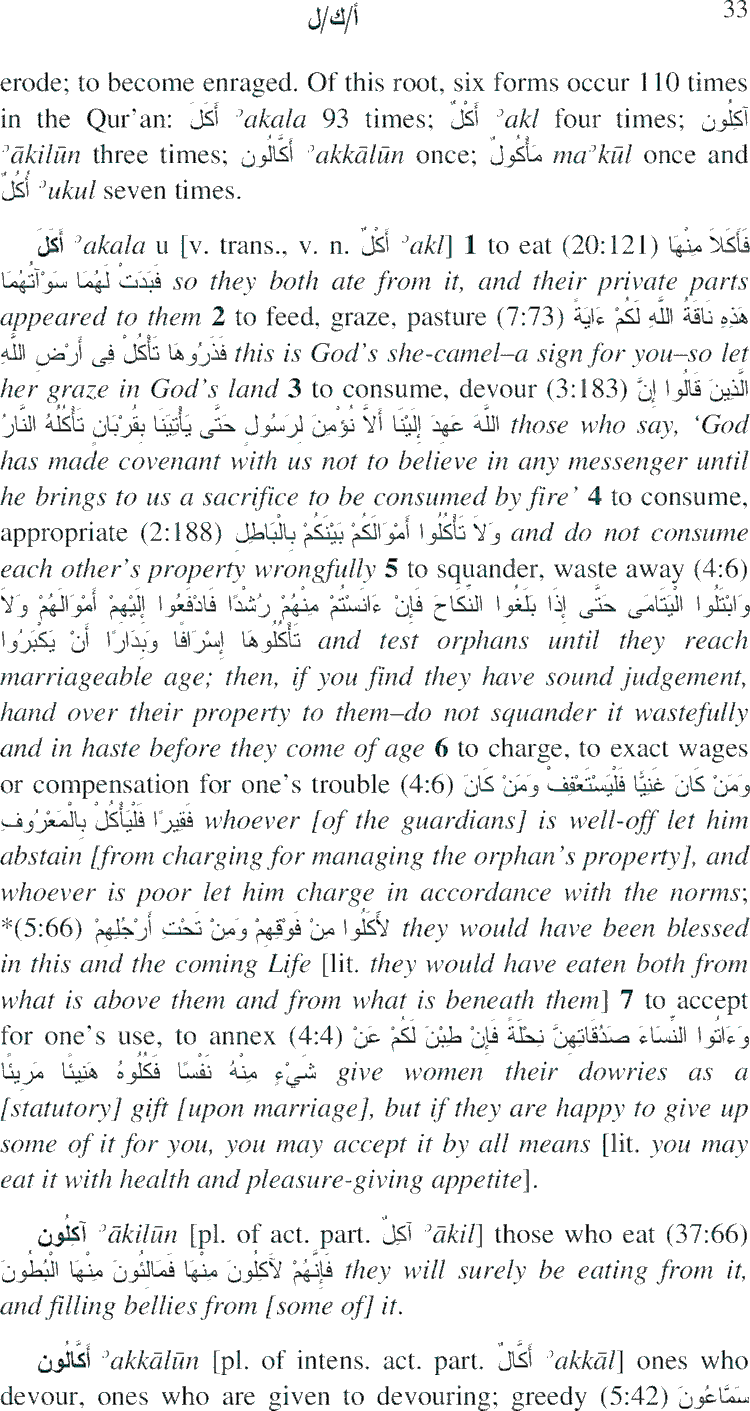 أ/ك/ل 33
erode; to become enraged. Of this root, six forms occur 110 times
in the Qur’an: أَكَلَ ʾakala 93 times; أَكْلٌ ʾakl four times; آكِلُون
ʾākilūn three times; أَكَّالُون ʾakkālūn once; مَأْكُولٌ maʾkūl once and
أُكُلٌ ʾukul seven times.
أَكَلَ ʾakala u [v. trans., v. n. أَكْلٌ ʾakl] 1 to eat (20:121) فَأَكَلاَ مِنْهَا
فَبَدَتْ لَهُمَا سَوْآتُهُمَا so they both ate from it, and their private parts
appeared to them 2 to feed, graze, pasture (7:73) هَذِهِ نَاقَةُ اللَّهِ لَكُمْ ءَايَةً
فَذَرُوهَا تَأْكُلْ فِى أَرْضِ اللَّهِ this is God’s she-camel–a sign for you–so let
her graze in God’s land 3 to consume, devour (3:183) الَّذِينَ قَالُوا إِنَّ
اللَّهَ عَهِدَ إِلَيْنَا أَلاَّ نُؤْمِنَ لِرَسُولٍ حَتَّى يَأْتِيَنَا بِقُرْبَانٍ تَأْكُلُهُ النَّارُ those who say, ‘God
has made covenant with us not to believe in any messenger until
he brings to us a sacrifice to be consumed by fire’ 4 to consume,
appropriate (2:188) وَلاَ تَأْكُلُوا أَمْوَالَكُمْ بَيْنَكُمْ بِالْبَاطِلِ and do not consume
each other’s property wrongfully 5 to squander, waste away (4:6)
وَابْتَلُوا الْيَتَامَى حَتَّى إِذَا بَلَغُوا النِّكَاحَ فَإِنْ ءَانَسْتُمْ مِنْهُمْ رُشْدًا فَادْفَعُوا إِلَيْهِمْ أَمْوَالَهُمْ وَلاَ
تَأْكُلُوهَا إِسْرَافًا وَبِدَارًا أَنْ يَكْبَرُوا and test orphans until they reach
marriageable age; then, if you find they have sound judgement,
hand over their property to them–do not squander it wastefully
and in haste before they come of age 6 to charge, to exact wages
or compensation for one’s trouble (4:6) وَمَنْ كَانَ غَنِيًّا فَلْيَسْتَعْفِفْ وَمَنْ كَانَ
فَقِيرًا فَلْيَأْكُلْ بِالْمَعْرُوفِ whoever [of the guardians] is well-off let him
abstain [from charging for managing the orphan’s property], and
whoever is poor let him charge in accordance with the norms;
*(5:66) لأَكَلُوا مِنْ فَوْقِهِمْ وَمِنْ تَحْتِ أَرْجُلِهِمْ they would have been blessed
in this and the coming Life [lit. they would have eaten both from
what is above them and from what is beneath them] 7 to accept
for one’s use, to annex (4:4) وَءَاتُوا النِّسَاءَ صَدُقَاتِهِنَّ نِحْلَةً فَإِنْ طِبْنَ لَكُمْ عَنْ
شَيْءٍ مِنْهُ نَفْسًا فَكُلُوهُ هَنِيئًا مَرِيئًا give women their dowries as a
[statutory] gift [upon marriage], but if they are happy to give up
some of it for you, you may accept it by all means [lit. you may
eat it with health and pleasure-giving appetite].
آكِلُون ʾākilūn [pl. of act. part. آكِلٌ ʾākil] those who eat (37:66)
فَإِنَّهُمْ لآَكِلُونَ مِنْهَا فَمَالِئُونَ مِنْهَا الْبُطُونَ they will surely be eating from it,
and filling bellies from [some of] it.
أَكَّالُون ʾakkālūn [pl. of intens. act. part. أَكَّالٌ ʾakkāl] ones who
devour, ones who are given to devouring; greedy (5:42) سَمَّاعُونَ